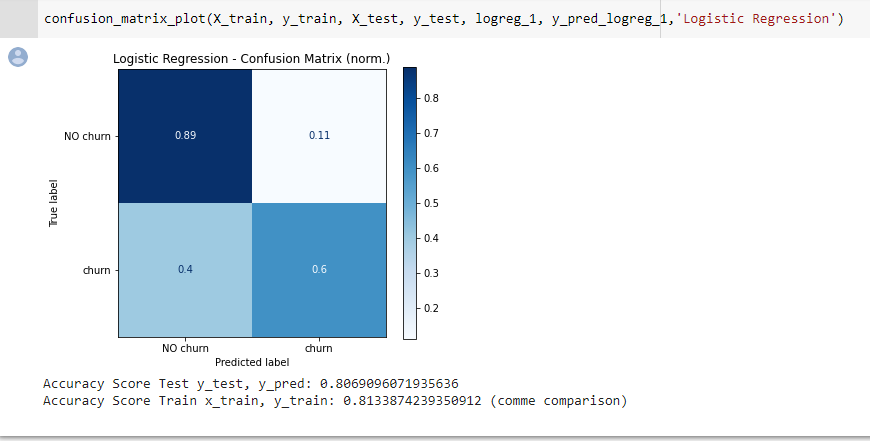 confusion_matrix_plot(X_train, y_train, X_test, y_test, logreg_1, y_pred_logreg_1,'Logistic Regression')
Logistic Regression - Confusion Matrix (norm.)
NO churn
0.89
0.11
churn
0.4
0.6
True label
NO churn
churn
Predicted label
0.8
0.7
0.6
0.5
0.4
0.3
0.2
Accuracy Score Test y_test, y_pred: 0.8069096071935636
Accuracy Score Train x_train, y_train: 0.8133874239350912 (comme comparison)